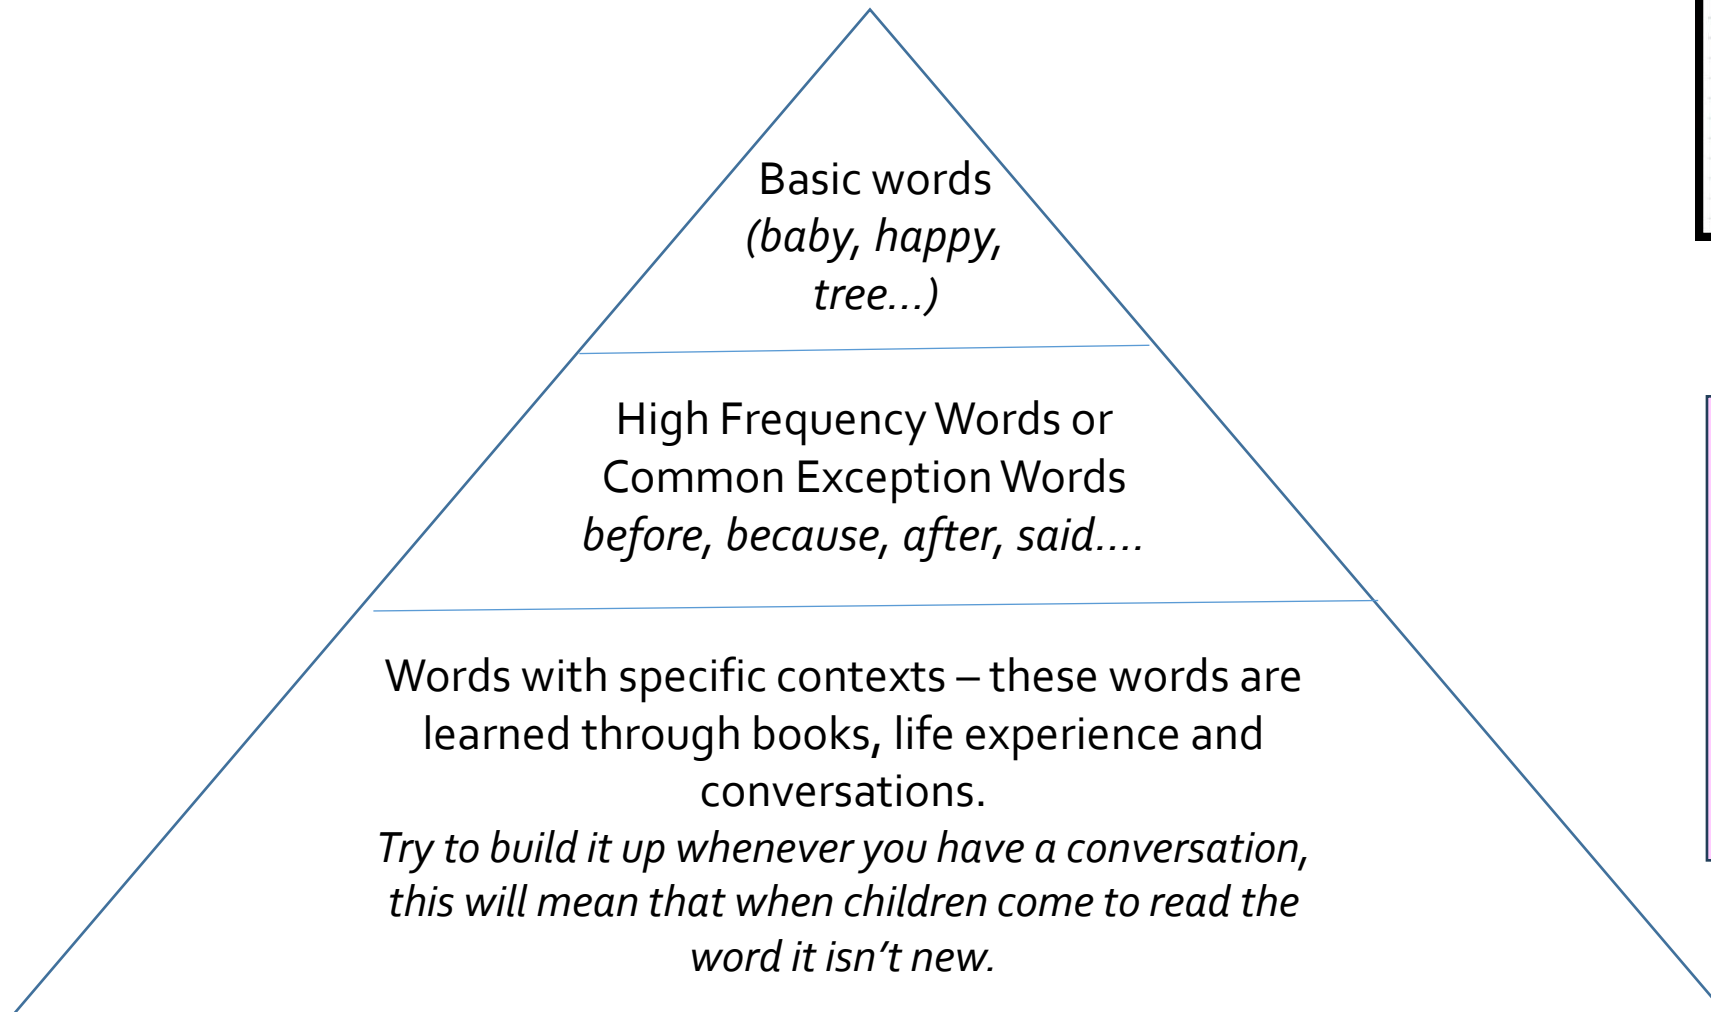 Basic words
(baby, happy,
tree...)
High Frequency Words or
Common Exception Words
before, because, after, said....
Words with specific contexts – these words are
learned through books, life experience and
conversations.
Try to build it up whenever you have a conversation,
this will mean that when children come to read the
word it isn’t new.